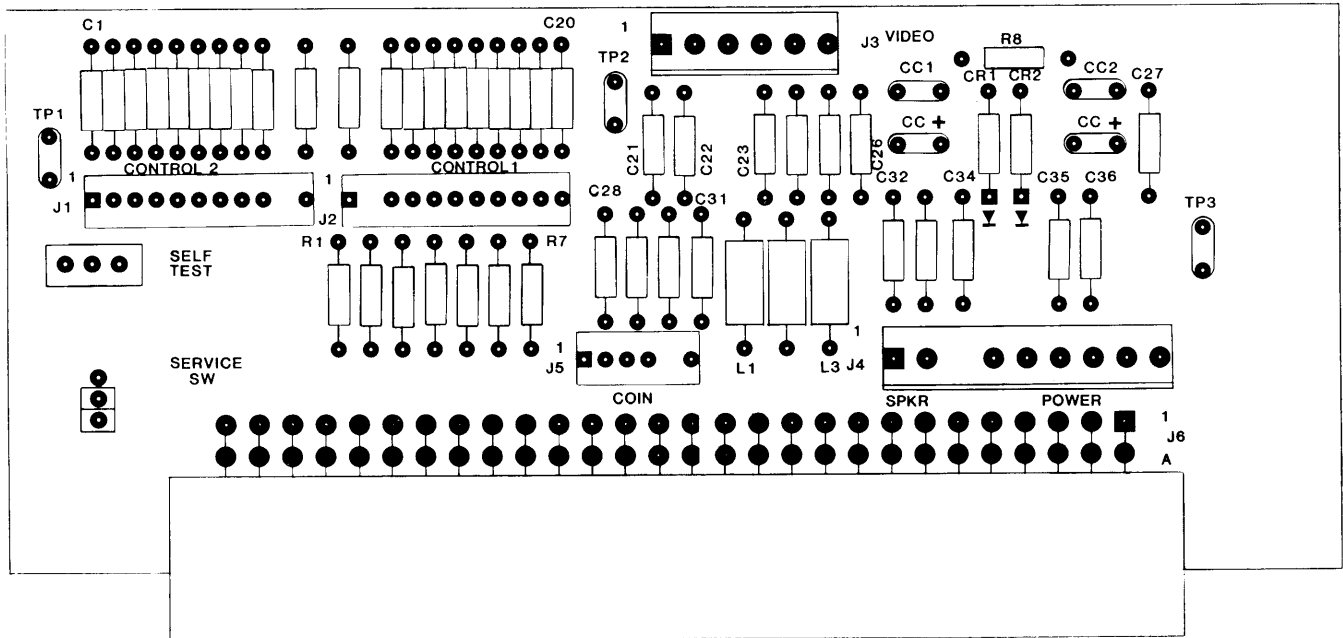 C1
C20
1
J3 VIDEO
R8
TP2
CC1
CR1
CR2
CC2
C27
TP1
CC +
CC +
C21
C22
C23
C26
1
CONTROL 2
1
CONTROL 1
C32
C34
C35
C36
J1
J2
C28
C31
TP3
R1
R7
SELF
TEST
1
J5
1
L1
L3
J4
SERVICE
SW
COIN
SPKR
POWER
1
J6
A